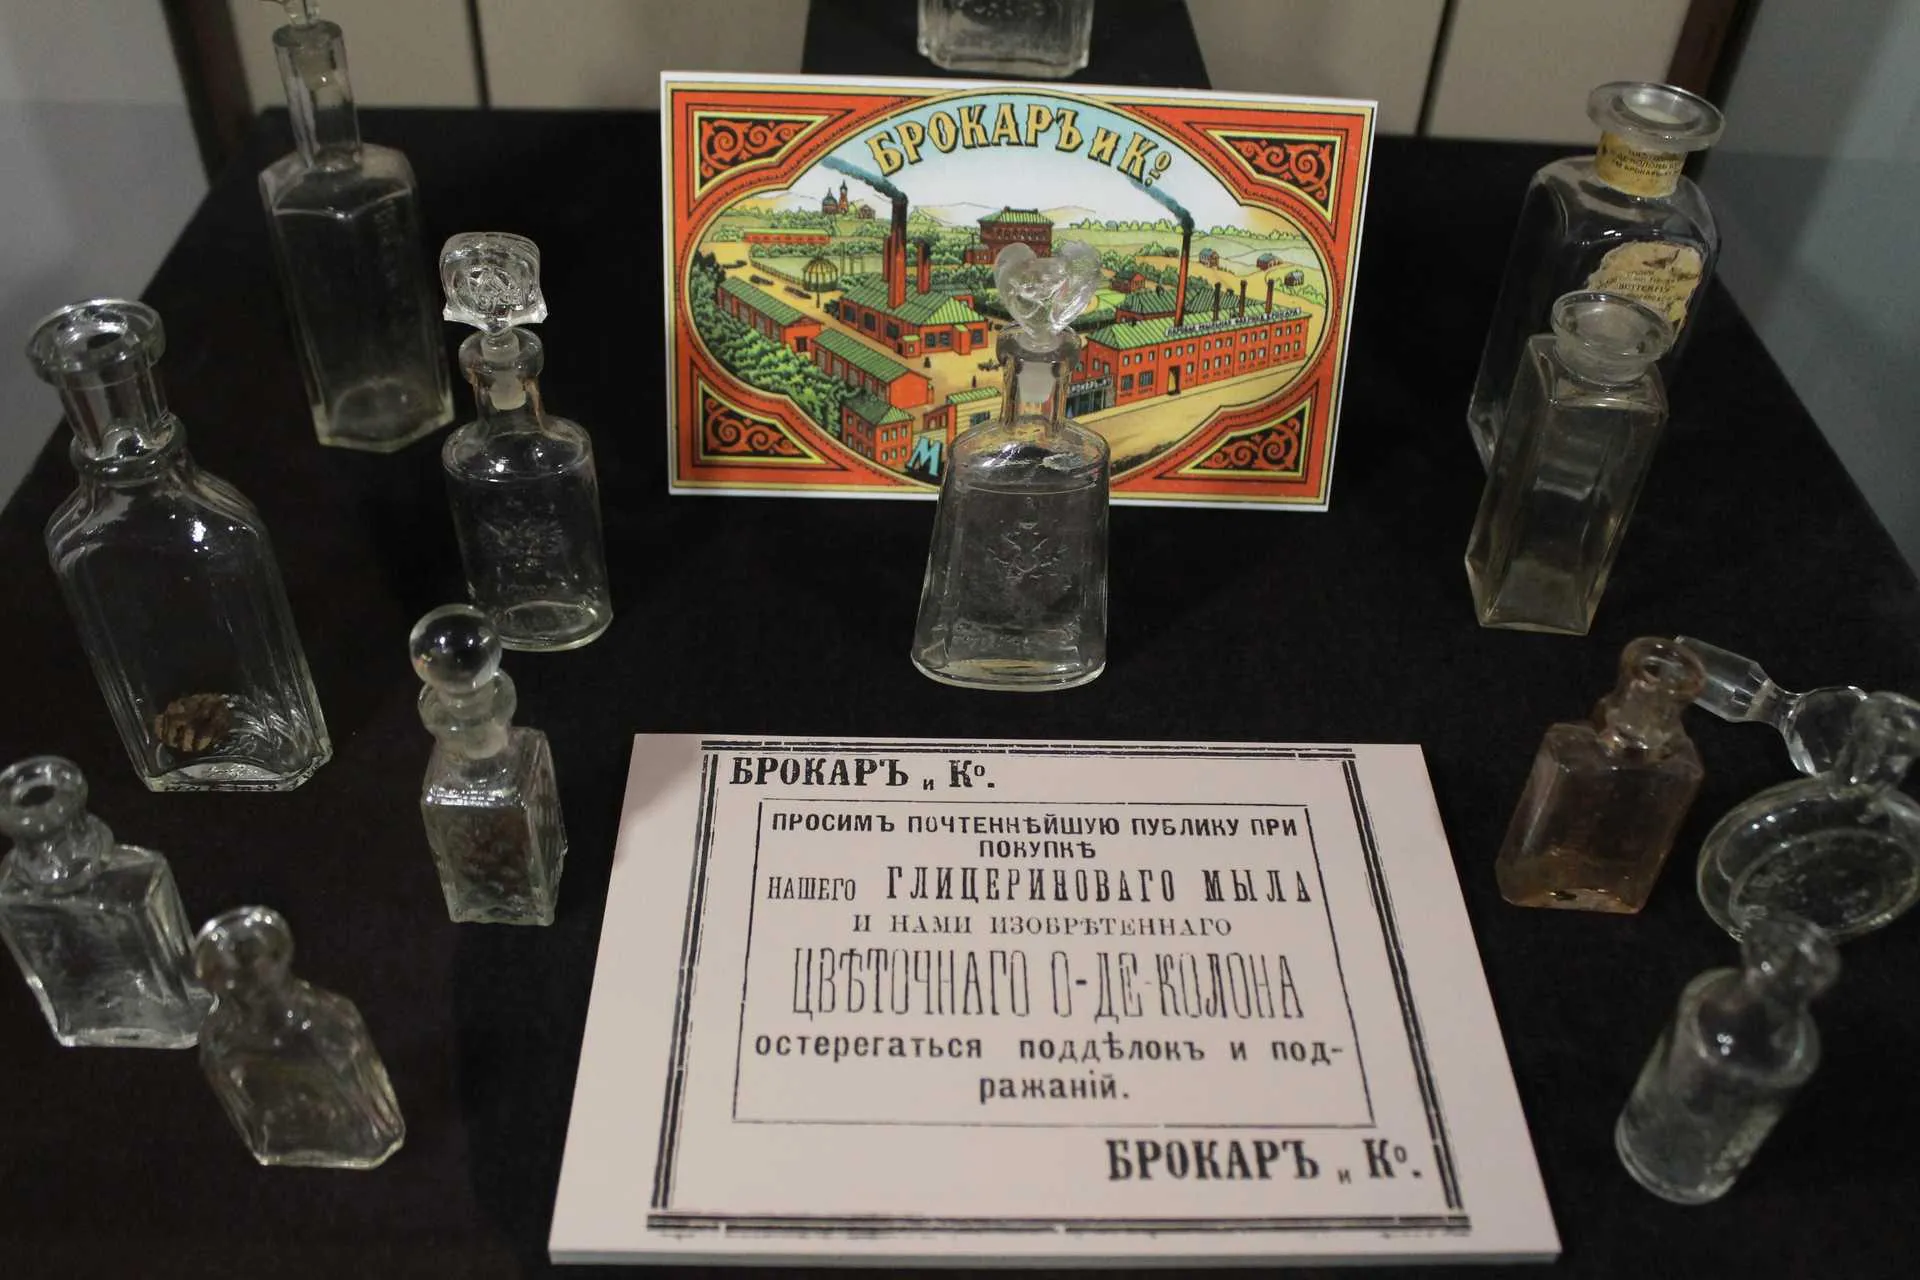 БРОКАРЪ и Ко.
БРОКАРЪ и Ко.
ПРОСИМЪ ПОЧТЕННѢЙШУЮ ПУБЛИКУ ПРИ
ПОКУПКѢ
НАШЕГО ГЛИЦЕРИНОВАГО МЫЛА
И НАМИ ИЗОБРѢТЕННАГО
ЦВѢТОЧНАГО О-ДЕ-КОЛОНА
остерегаться поддѣлокъ и под-
ражаній.
БРОКАРЪ и Ко.